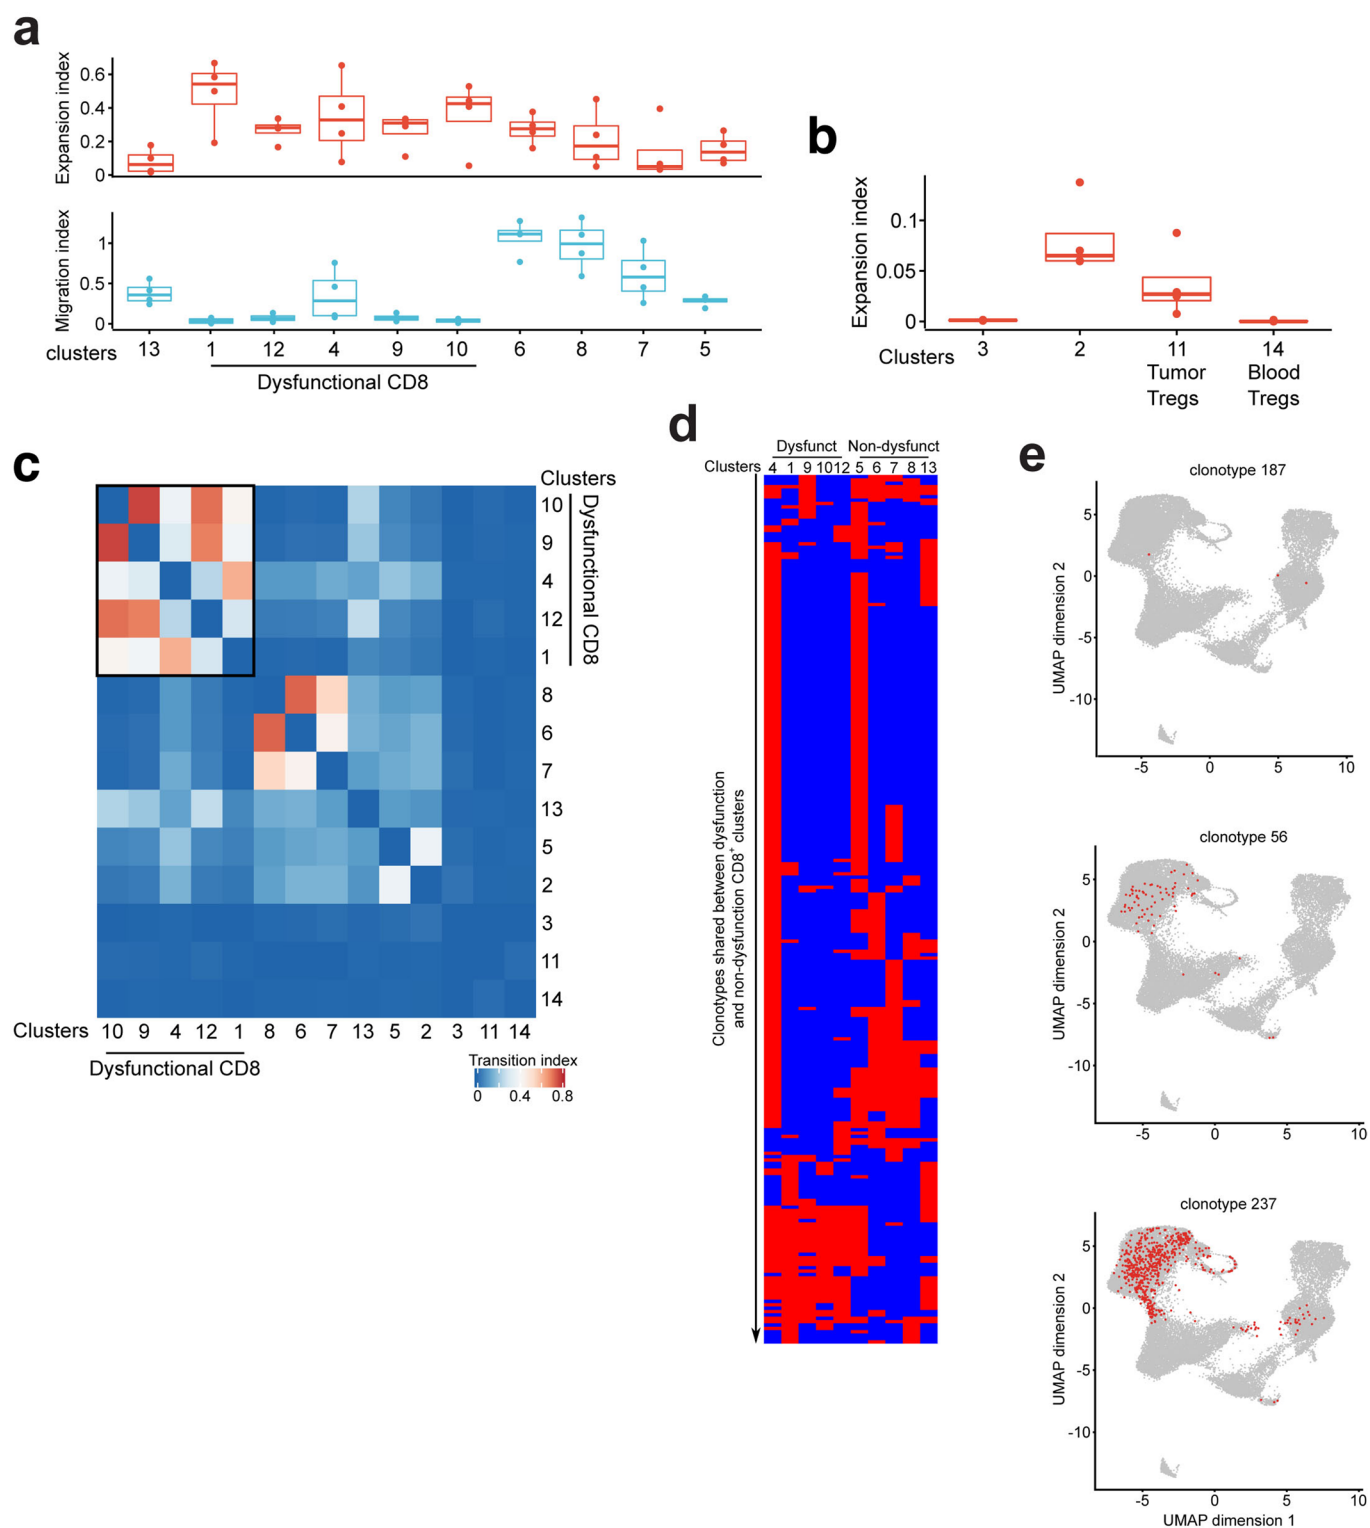 a
Expansion index
0.6
0.4
0.2
0
Migration index
1
0.5
0
clusters 13 1 12 4 9 10 6 8 7 5
Dysfunctional CD8
b
Expansion index
0.1
0.05
0
Clusters 3 2 11 14
Tumor Blood
Tregs Tregs
c
Clusters
10
9
4
12
1
8
6
7
13
5
2
3
11
14
Dysfunctional CD8
Clusters 10 9 4 12 1 8 6 7 13 5 2 3 11 14
Dysfunctional CD8
Transition index
0 0.4 0.8
d
Dysfunct Non-dysfunct
Clusters 4 1 9 10 12 5 6 7 8 13
Clonotypes shared between dysfunction
and non-dysfunction CD8⁺ clusters
e
clonotype 187
UMAP dimension 2
5
0
-5
-10
-5 0 5 10
clonotype 56
UMAP dimension 2
5
0
-5
-10
-5 0 5 10
clonotype 237
UMAP dimension 2
5
0
-5
-10
-5 0 5 10
UMAP dimension 1